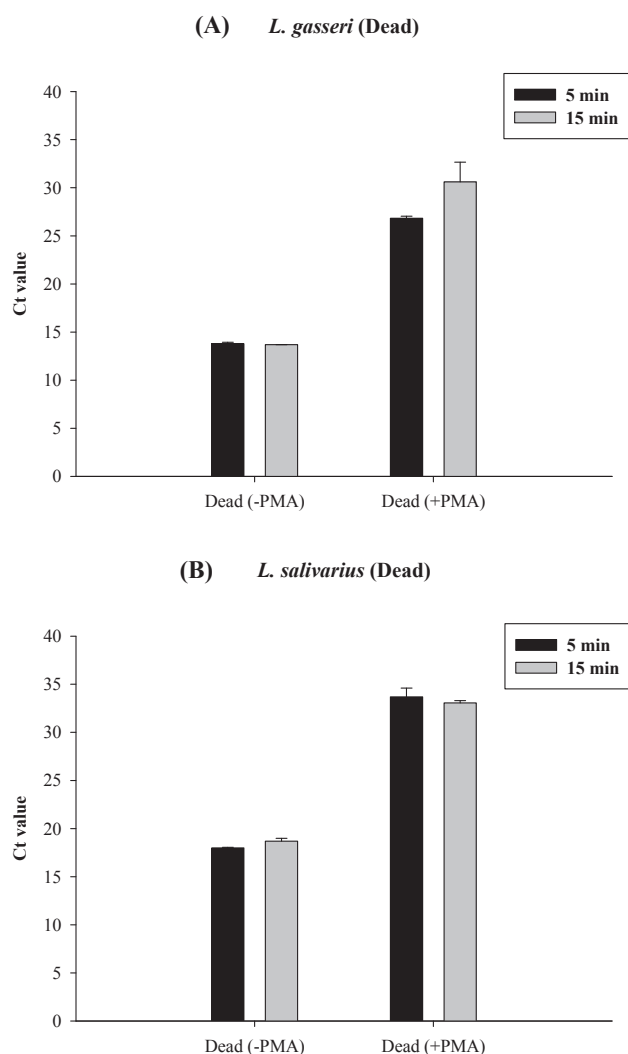 (A) L. gasseri (Dead)
40
35
30
25
20
15
10
5
0
Ct value
5 min
15 min
Dead (-PMA) Dead (+PMA)
(B) L. salivarius (Dead)
40
35
30
25
20
15
10
5
0
Ct value
5 min
15 min
Dead (-PMA) Dead (+PMA)